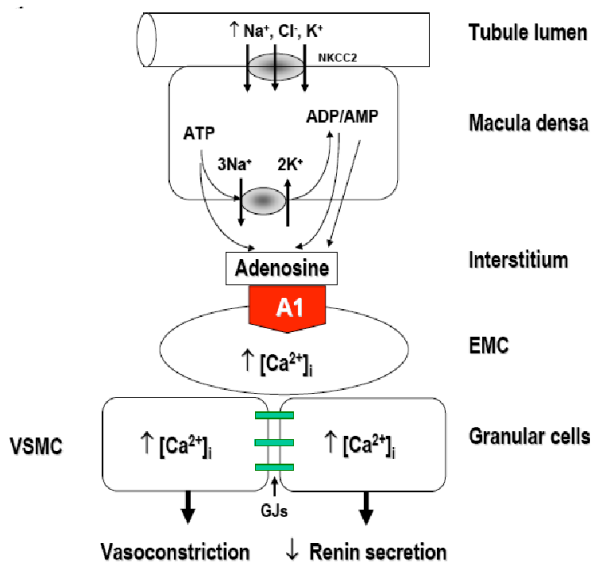 ↑ Na⁺, Cl⁻, K⁺
Tubule lumen
NKCC2
ADP/AMP
Macula densa
ATP
3Na⁺ 2K⁺
Adenosine
Interstitium
A1
EMC
↑ [Ca²⁺]i
VSMC
↑ [Ca²⁺]i
↑ [Ca²⁺]i
Granular cells
GJs
Vasoconstriction
↓ Renin secretion